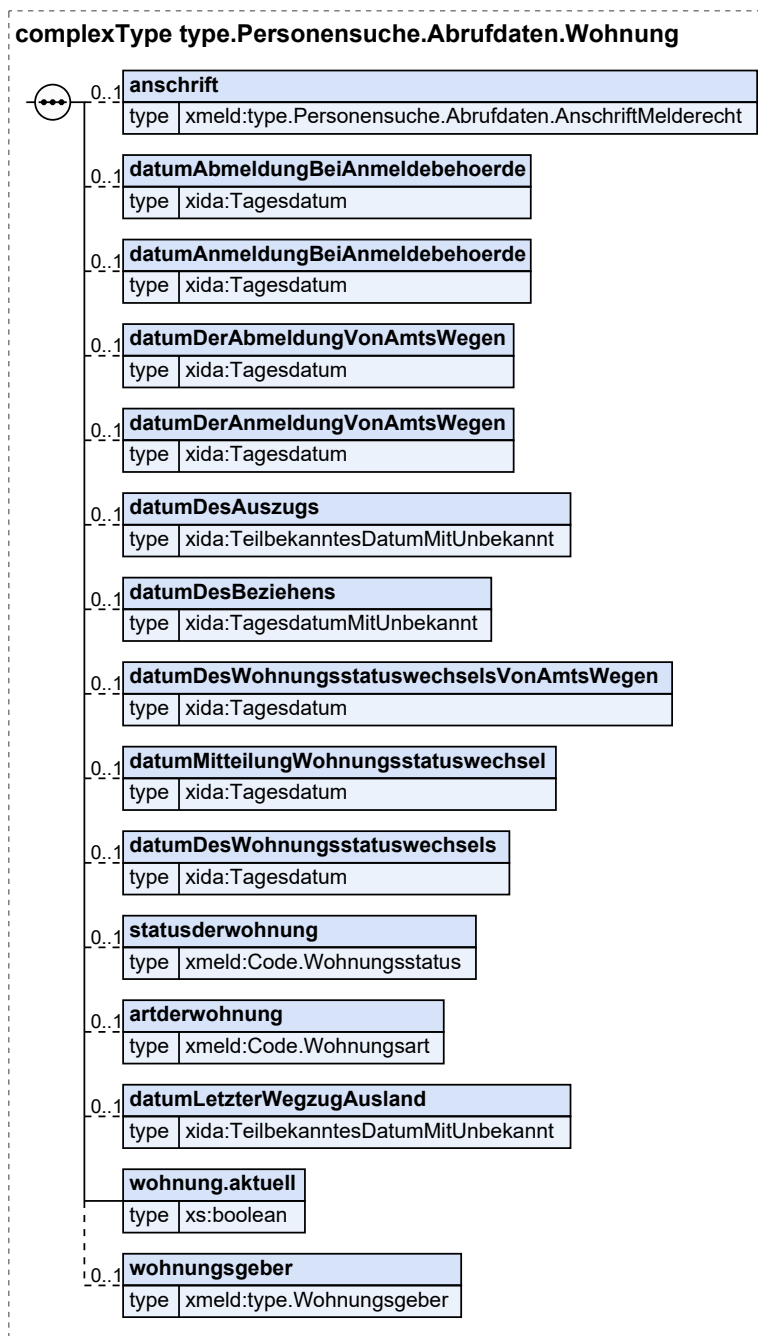 complexType type.Personensuche.Abrufdaten.Wohnung
0..1 anschrift
type xmeld:type.Personensuche.Abrufdaten.AnschriftMelderecht
0..1 datumAbmeldungBeiAnmeldebehoerde
type xida:Tagesdatum
0..1 datumAnmeldungBeiAnmeldebehoerde
type xida:Tagesdatum
0..1 datumDerAbmeldungVonAmtsWegen
type xida:Tagesdatum
0..1 datumDerAnmeldungVonAmtsWegen
type xida:Tagesdatum
0..1 datumDesAuszugs
type xida:TeilbekanntesDatumMitUnbekannt
0..1 datumDesBeziehens
type xida:TagesdatumMitUnbekannt
0..1 datumDesWohnungsstatuswechselsVonAmtsWegen
type xida:Tagesdatum
0..1 datumMitteilungWohnungsstatuswechsel
type xida:Tagesdatum
0..1 datumDesWohnungsstatuswechsels
type xida:Tagesdatum
0..1 statusderwohnung
type xmeld:Code.Wohnungsstatus
0..1 artderwohnung
type xmeld:Code.Wohnungsart
0..1 datumLetzterWegzugAusland
type xida:TeilbekanntesDatumMitUnbekannt
wohnung.aktuell
type xs:boolean
0..1 wohnungsgeber
type xmeld:type.Wohnungsgeber